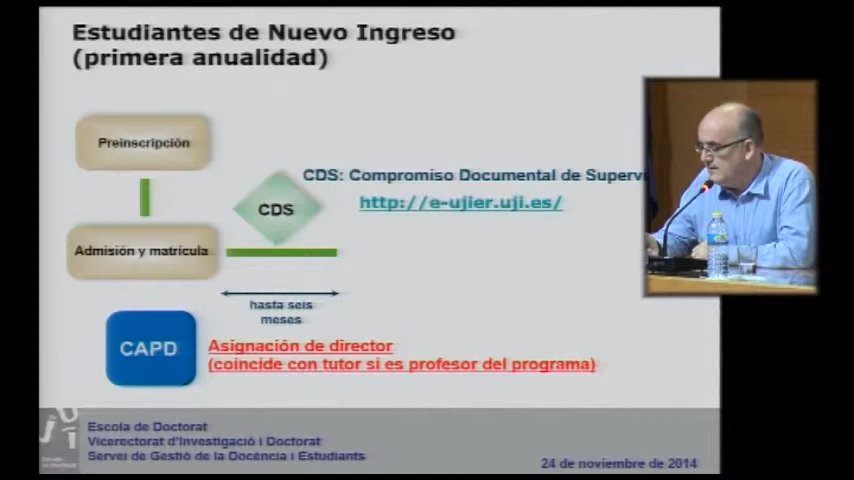 Estudiantes de Nuevo Ingreso
(primera anualidad)
Preinscripción
CDS: Compromiso Documental de Supervi
http://e-ujier.uji.es/
CDS
Admisión y matrícula
hasta seis
meses
CAPD
Asignación de director
(coincide con tutor si es profesor del programa)
Escola de Doctorat
Vicerectorat d'Investigació i Doctorat
Servei de Gestió de la Docència i Estudiants
24 de noviembre de 2014